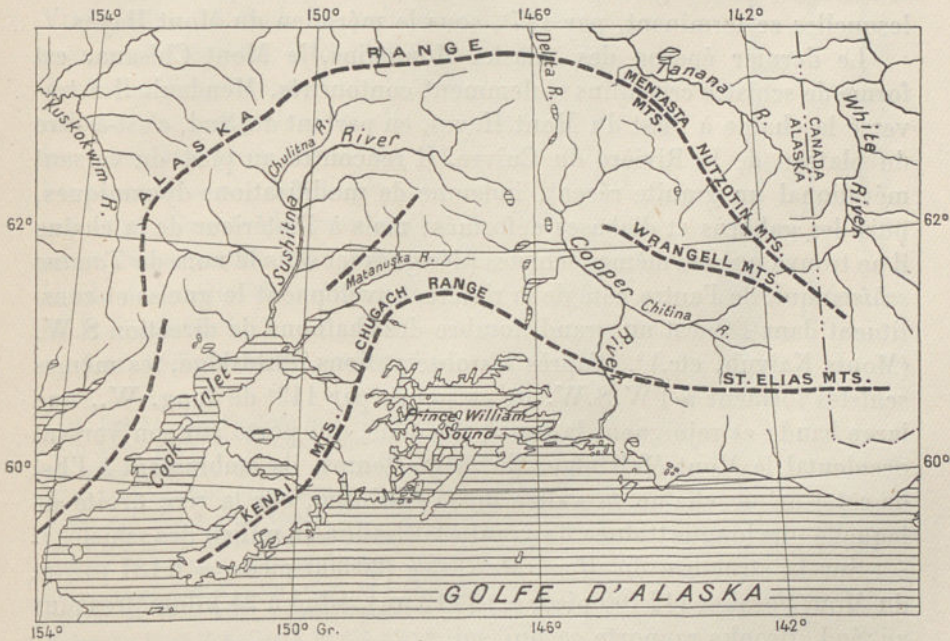 154°
150°
146°
142°
RANGE
Delta R.
Tanana R.
MENTASTA MTS.
Kuskokwim R.
ALASKA
Chulitna R.
River
Sushitna
NUTZOTIN MTS.
ALASKA
CANADA
White River
62°
62°
WRANGELL MTS.
Matanuska R.
Copper River
Chitina R.
CHUGACH RANGE
ST. ELIAS MTS.
Cook Inlet
Prince William
Sound
60°
60°
KENAI MTS.
GOLFE D'ALASKA
154°
150° Gr.
146°
142°